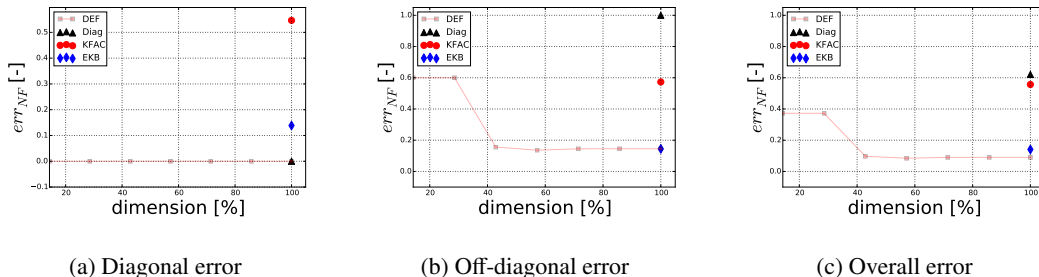 DEF
Diag
KFAC
EKB
err_NF [-]
0.5
0.4
0.3
0.2
0.1
0.0
−0.1
20
40
60
80
100
dimension [%]
(a) Diagonal error
DEF
Diag
KFAC
EKB
err_NF [-]
1.0
0.8
0.6
0.4
0.2
0.0
20
40
60
80
100
dimension [%]
(b) Off-diagonal error
DEF
Diag
KFAC
EKB
err_NF [-]
1.0
0.8
0.6
0.4
0.2
0.0
20
40
60
80
100
dimension [%]
(c) Overall error